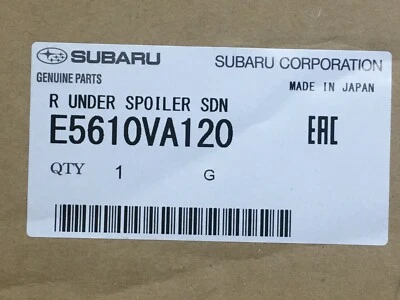 SUBARU SUBARU CORPORATION
GENUINE PARTS
MADE IN JAPAN
R UNDER SPOILER SDN
E5610VA120 EAC
QTY 1 G